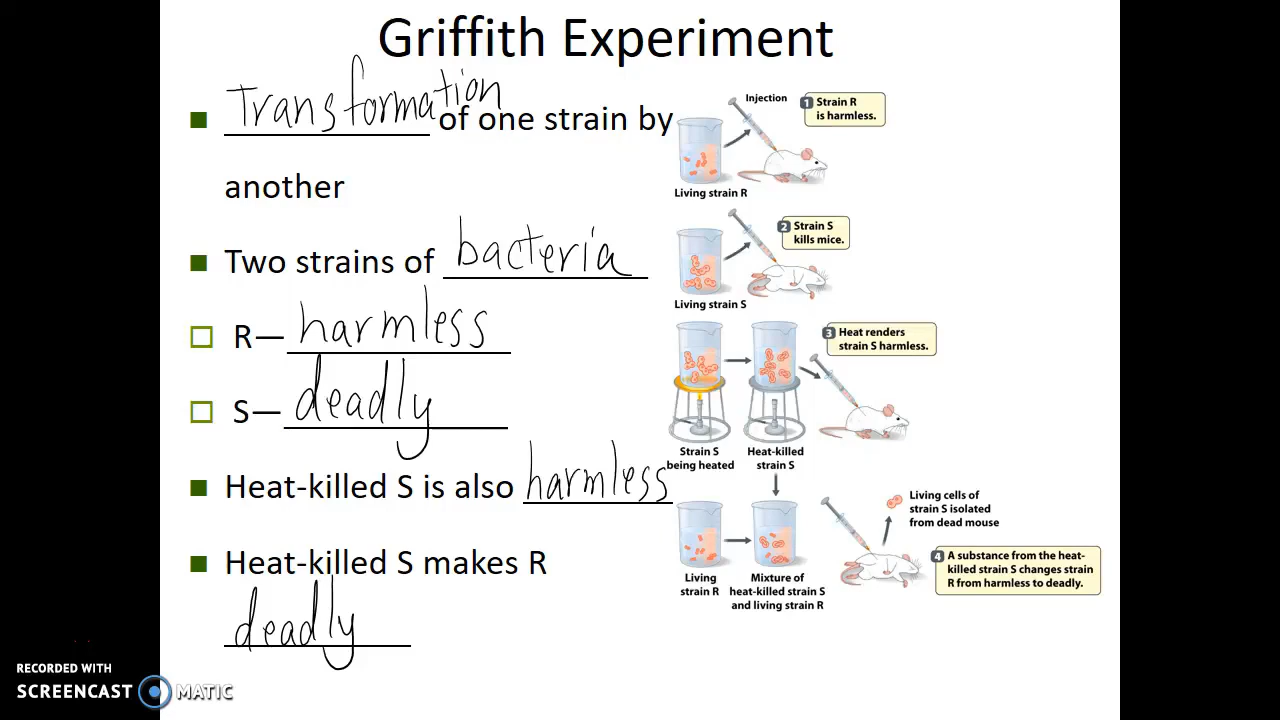 Griffith Experiment
■ Transformation of one strain by
another
■ Two strains of bacteria
□ R—harmless
□ S—deadly
■ Heat-killed S is also harmless
■ Heat-killed S makes R
deadly
Injection
1 Strain R
is harmless.
Living strain R
2 Strain S
kills mice.
Living strain S
3 Heat renders
strain S harmless.
Strain S
being heated
Heat-killed
strain S
Living cells of
strain S isolated
from dead mouse
4 A substance from the heat-
killed strain S changes strain
R from harmless to deadly.
Living
strain R
Mixture of
heat-killed strain S
and living strain R
RECORDED WITH
SCREENCAST MATIC